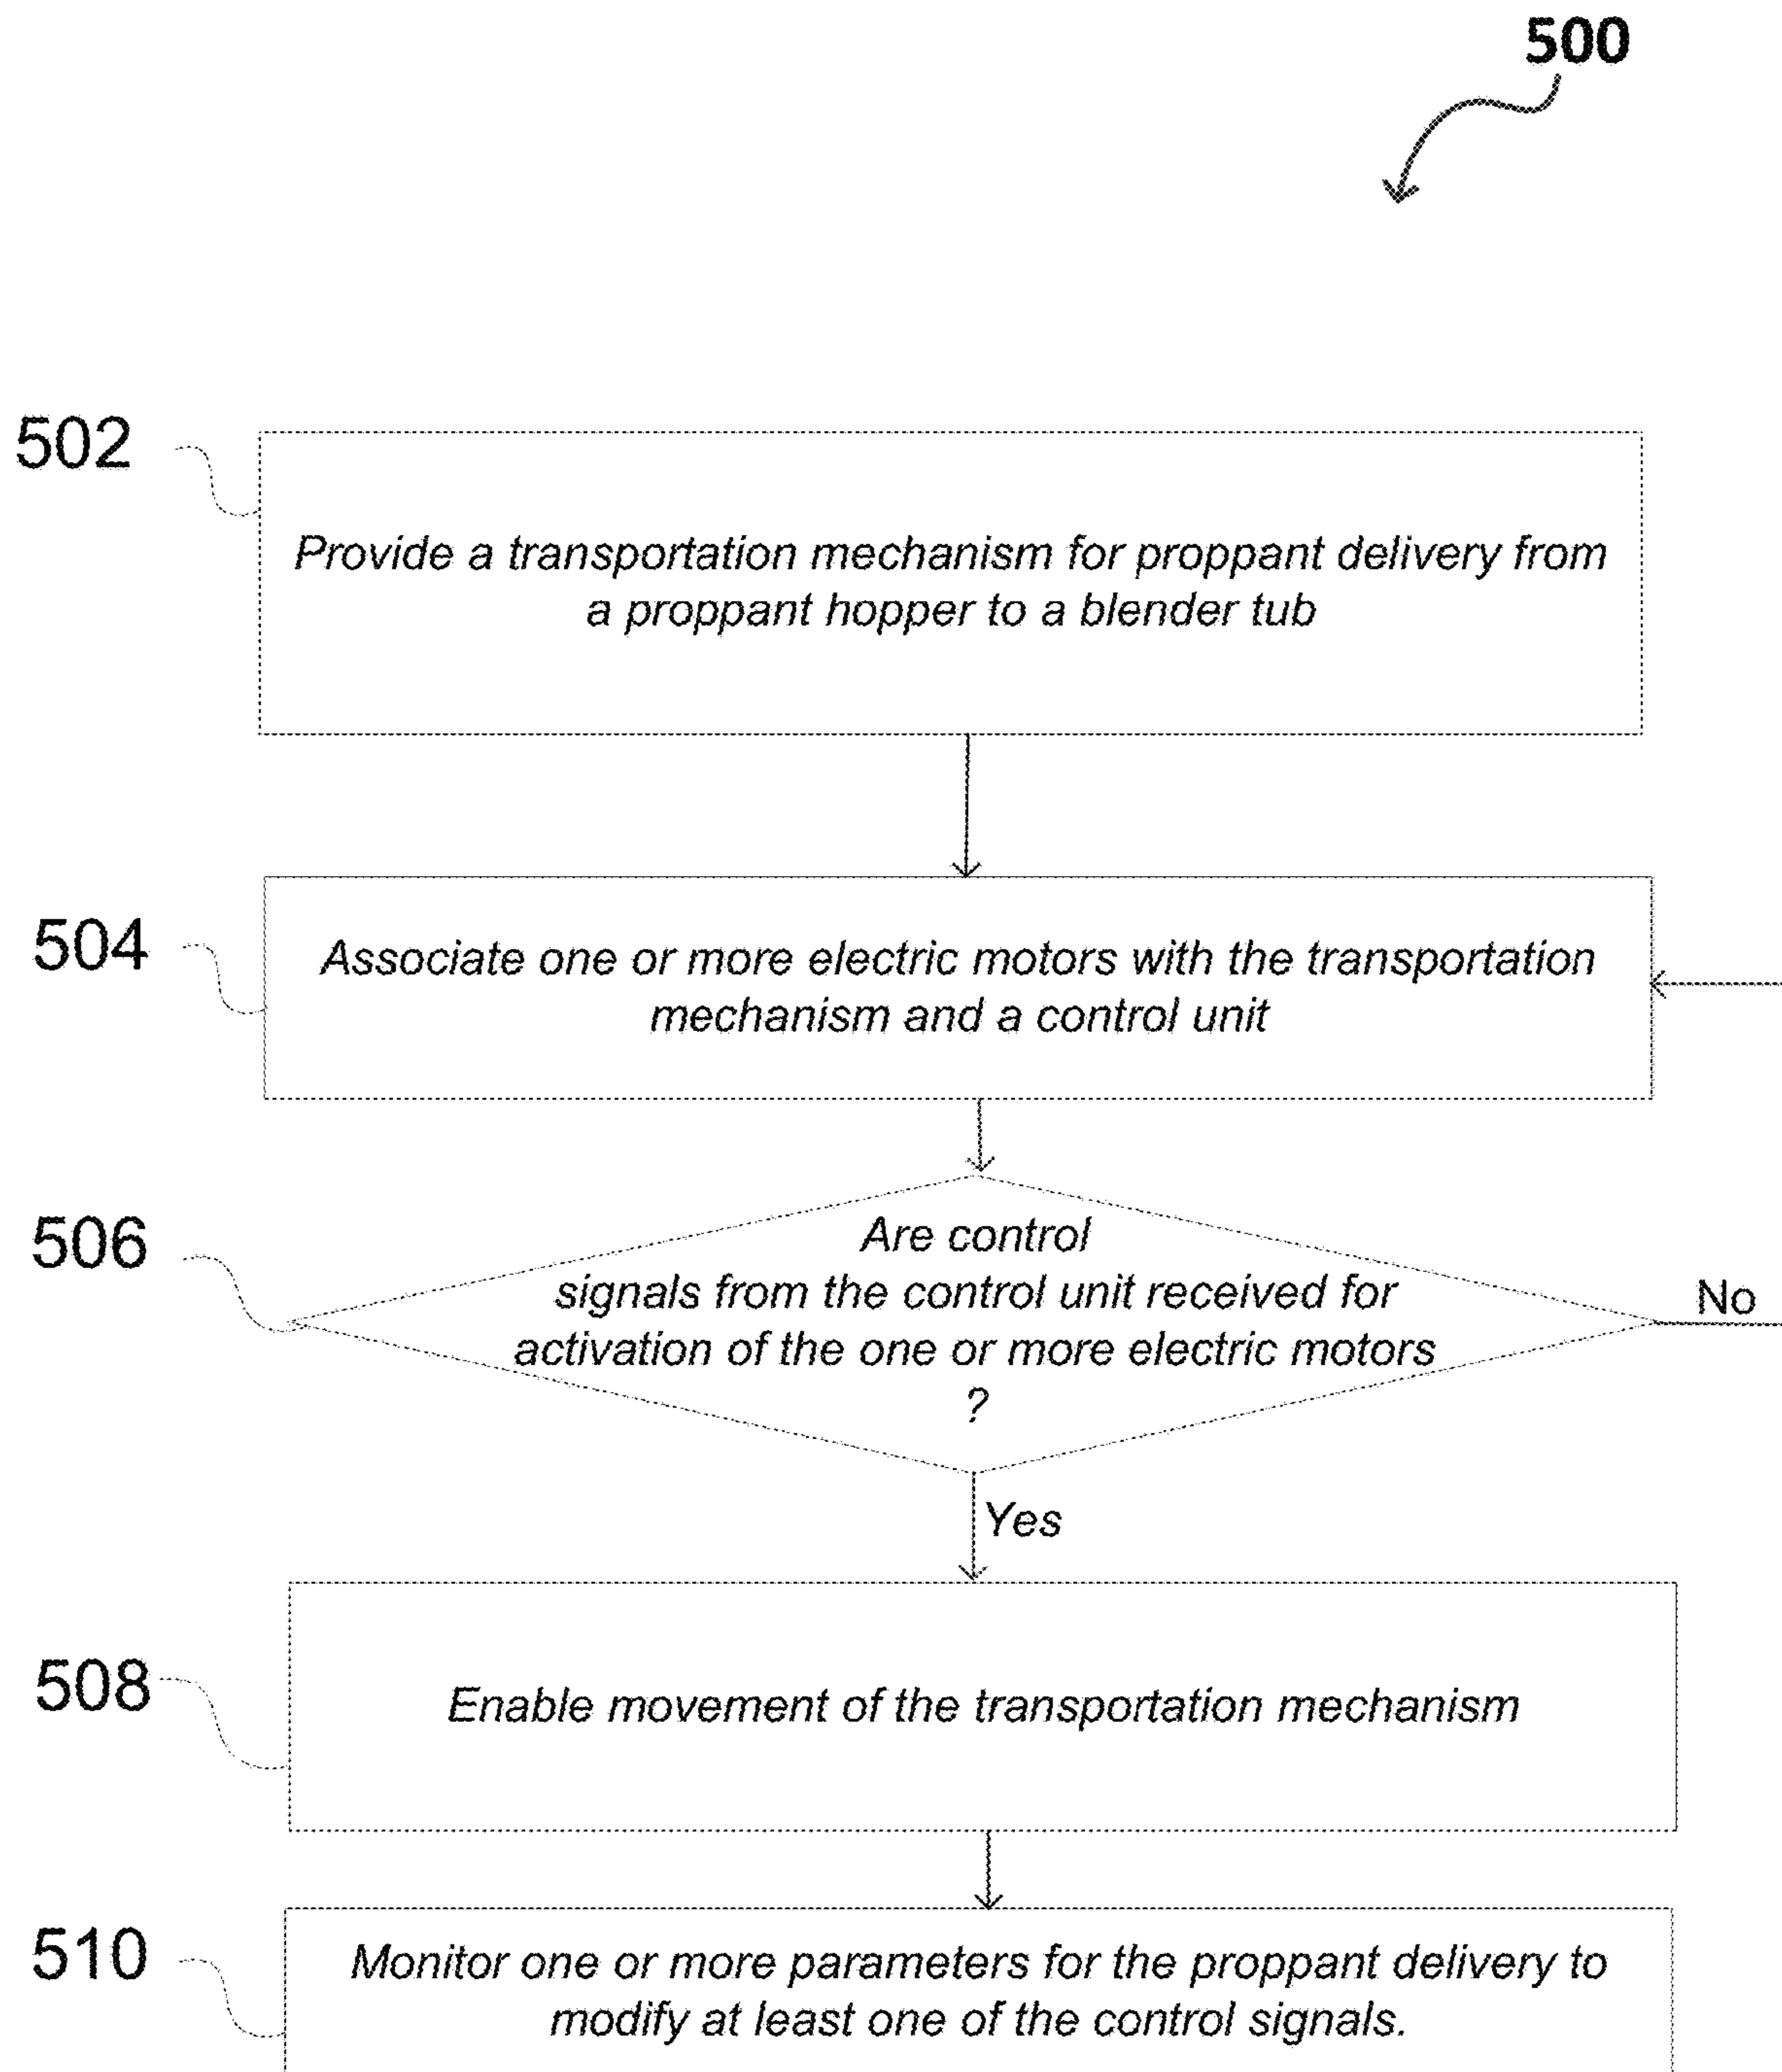 500
502
Provide a transportation mechanism for proppant delivery from
a proppant hopper to a blender tub
504
Associate one or more electric motors with the transportation
mechanism and a control unit
506
Are control
signals from the control unit received for
activation of the one or more electric motors
?
No
Yes
508
Enable movement of the transportation mechanism
510
Monitor one or more parameters for the proppant delivery to
modify at least one of the control signals.